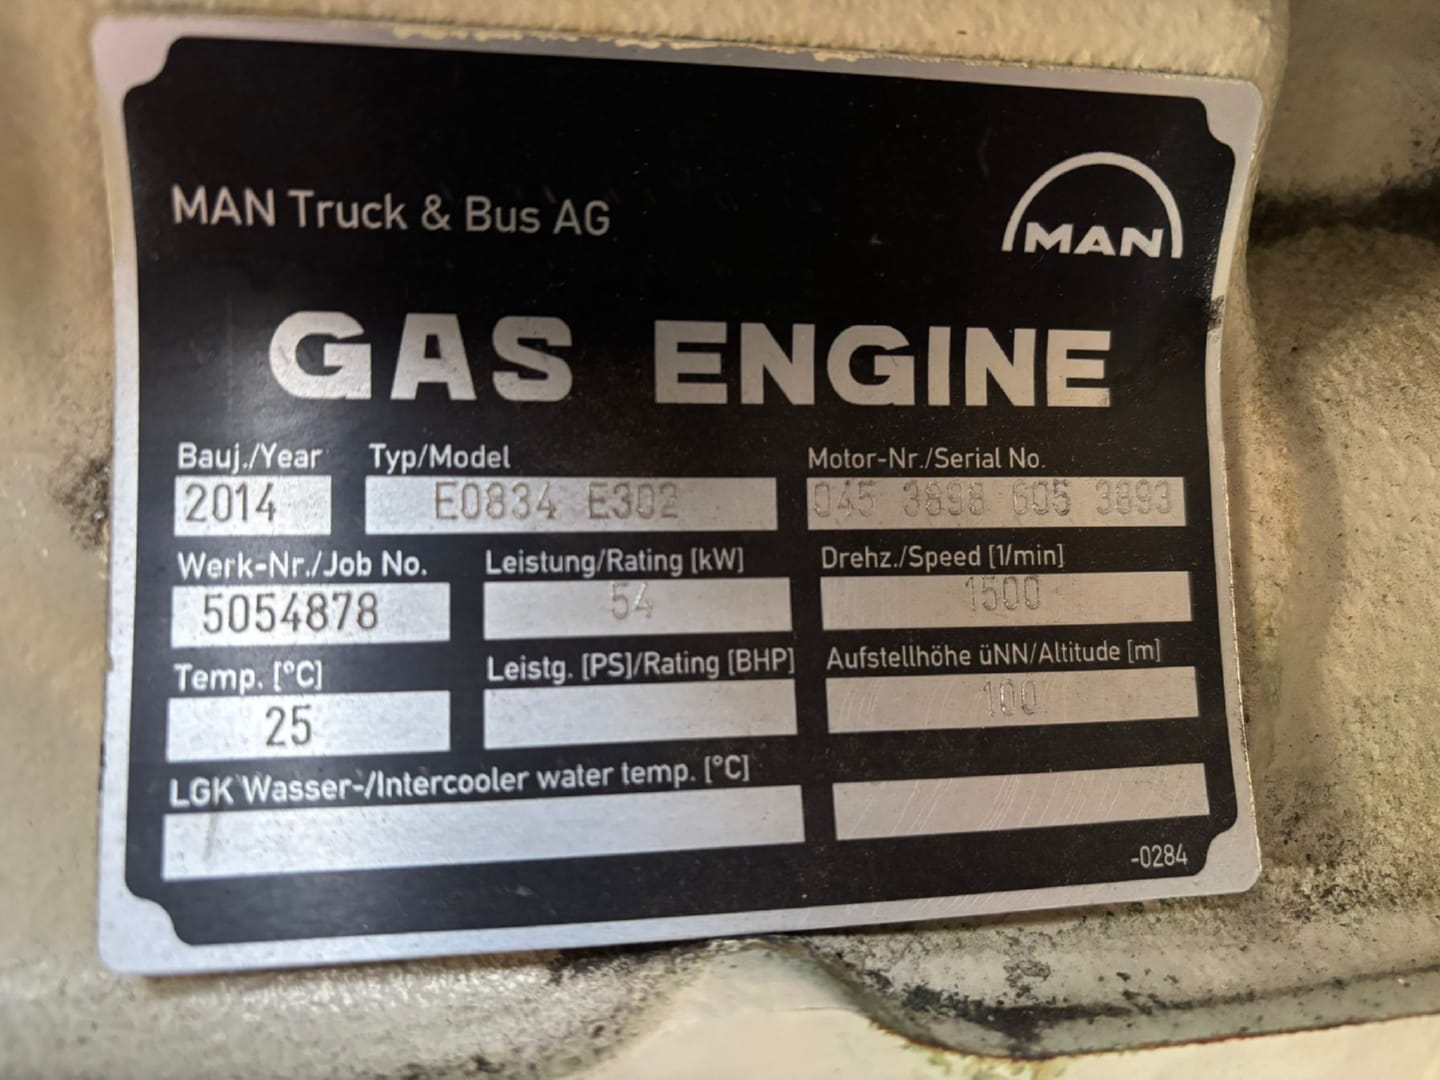 MAN Truck & Bus AG
MAN
GAS ENGINE
Bauj./Year Typ/Model Motor-Nr./Serial No.
2014 E0834 E302 045 3898 605 3893
Werk-Nr./Job No. Leistung/Rating [kW] Drehz./Speed [1/min]
5054878 54 1500
Temp. [°C] Leistg. [PS]/Rating [BHP] Aufstellhöhe üNN/Altitude [m]
25 100
LGK Wasser-/Intercooler water temp. [°C]
-0284